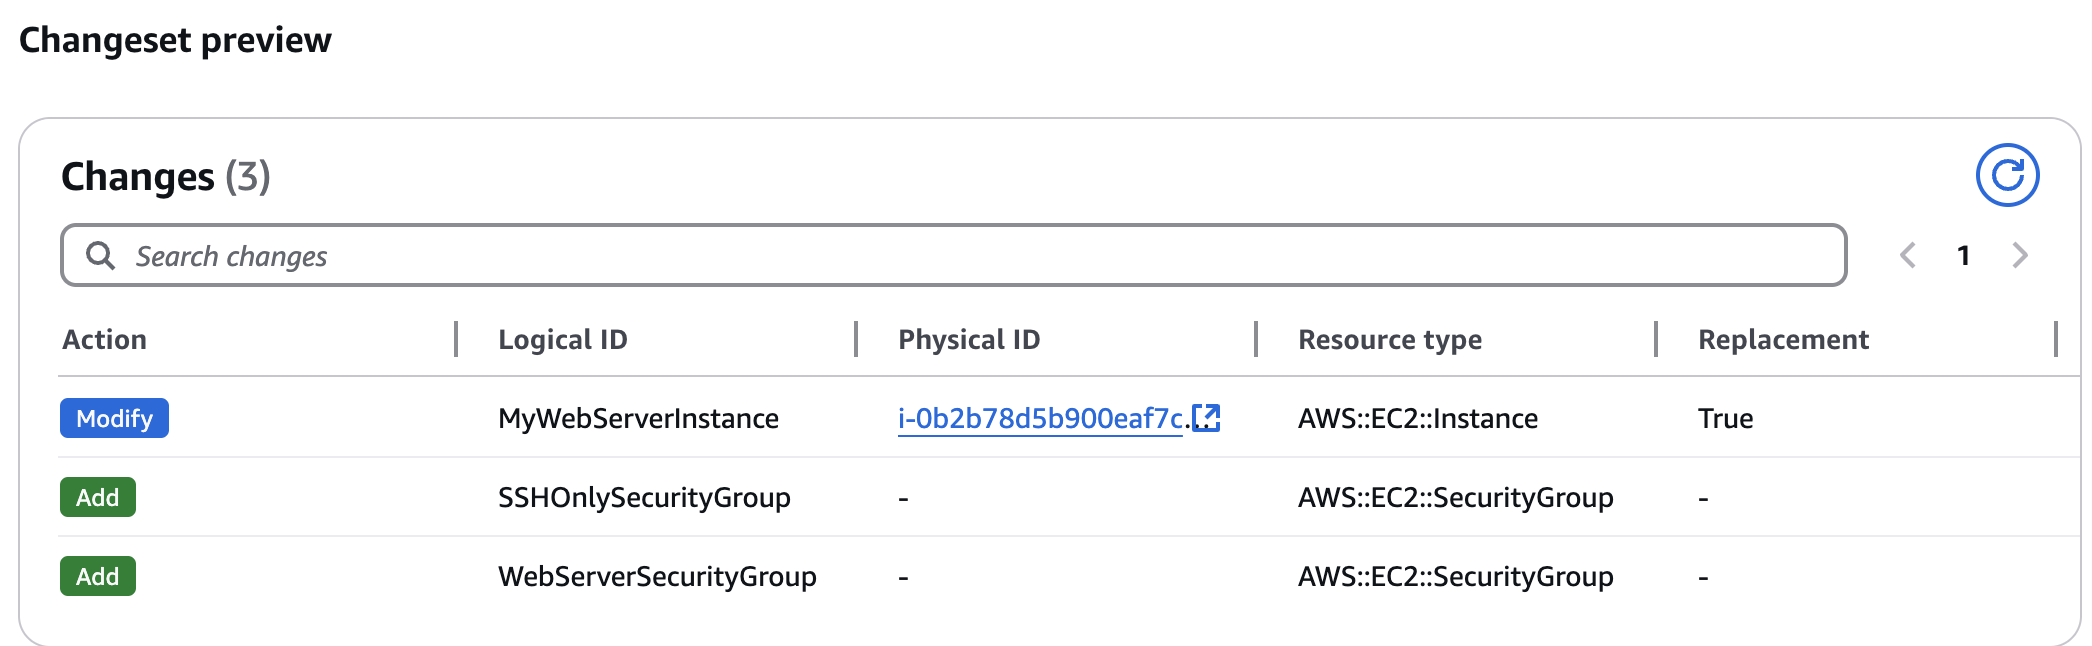 Changeset preview
Changes (3)
Search changes
1
Action Logical ID Physical ID Resource type Replacement
Modify MyWebServerInstance i-0b2b78d5b900eaf7c... AWS::EC2::Instance True
Add SSHOnlySecurityGroup - AWS::EC2::SecurityGroup -
Add WebServerSecurityGroup - AWS::EC2::SecurityGroup -